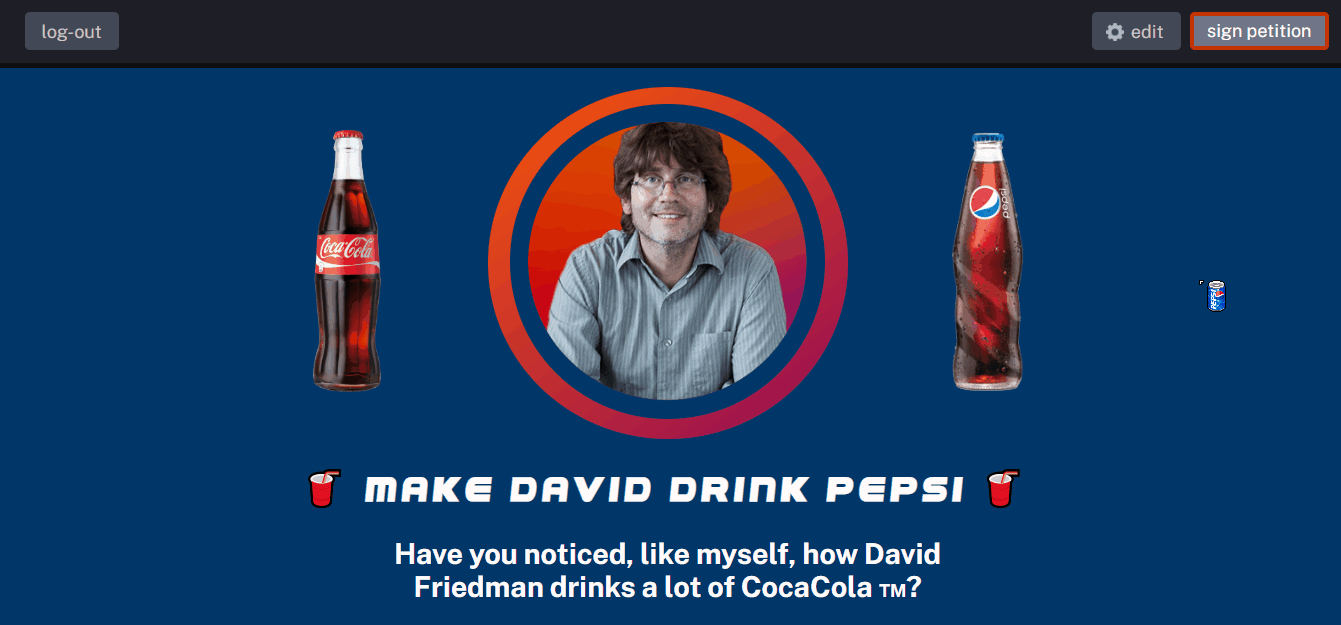 log-out
edit
sign petition
Coca-Cola
pepsi
PEPSI
MAKE DAVID DRINK PEPSI
Have you noticed, like myself, how David
Friedman drinks a lot of CocaCola TM?